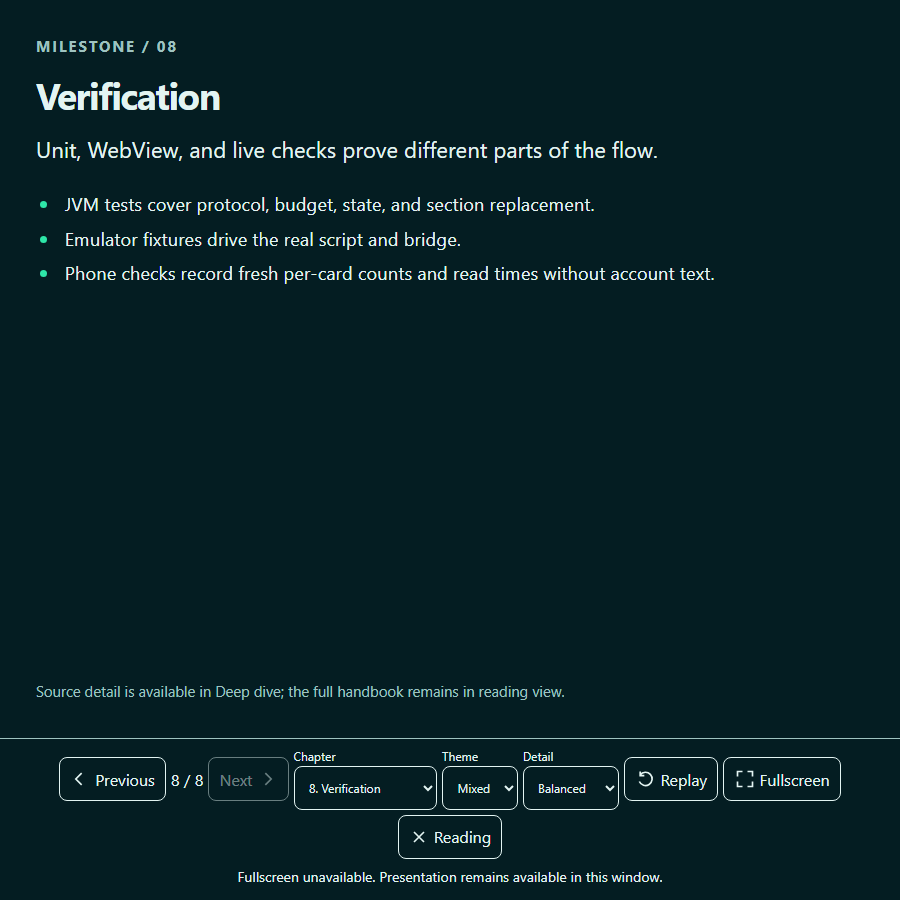 MILESTONE / 08
Verification
Unit, WebView, and live checks prove different parts of the flow.
JVM tests cover protocol, budget, state, and section replacement.
Emulator fixtures drive the real script and bridge.
Phone checks record fresh per-card counts and read times without account text.
Source detail is available in Deep dive; the full handbook remains in reading view.
Chapter Theme Detail
Previous 8 / 8 Next 8. Verification Mixed Balanced Replay Fullscreen
Reading
Fullscreen unavailable. Presentation remains available in this window.